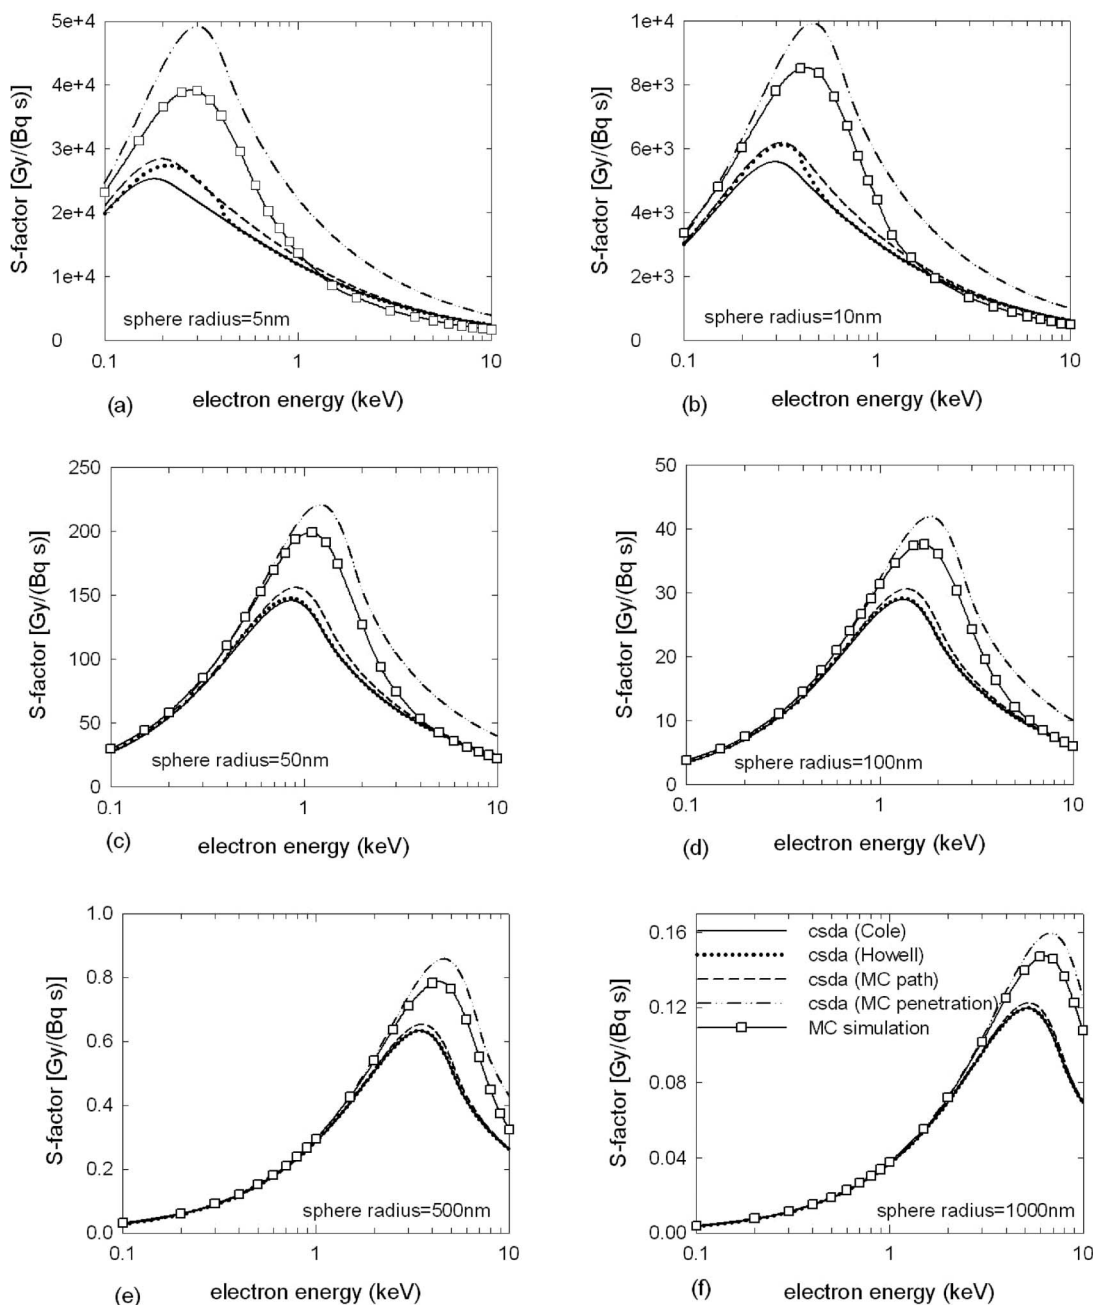 5e+4
4e+4
3e+4
2e+4
1e+4
0
S-factor [Gy/(Bq s)]
sphere radius=5nm
0.1 1 10
(a) electron energy (keV)
1e+4
8e+3
6e+3
4e+3
2e+3
0
S-factor [Gy/(Bq s)]
sphere radius=10nm
0.1 1 10
(b) electron energy (keV)
250
200
150
100
50
0
S-factor [Gy/(Bq s)]
sphere radius=50nm
0.1 1 10
(c) electron energy (keV)
50
40
30
20
10
0
S-factor [Gy/(Bq s)]
sphere radius=100nm
0.1 1 10
(d) electron energy (keV)
1.0
0.8
0.6
0.4
0.2
0.0
S-factor [Gy/(Bq s)]
sphere radius=500nm
0.1 1 10
(e) electron energy (keV)
0.16
0.12
0.08
0.04
0.00
S-factor [Gy/(Bq s)]
csda (Cole)
csda (Howell)
csda (MC path)
csda (MC penetration)
MC simulation
sphere radius=1000nm
0.1 1 10
(f) electron energy (keV)